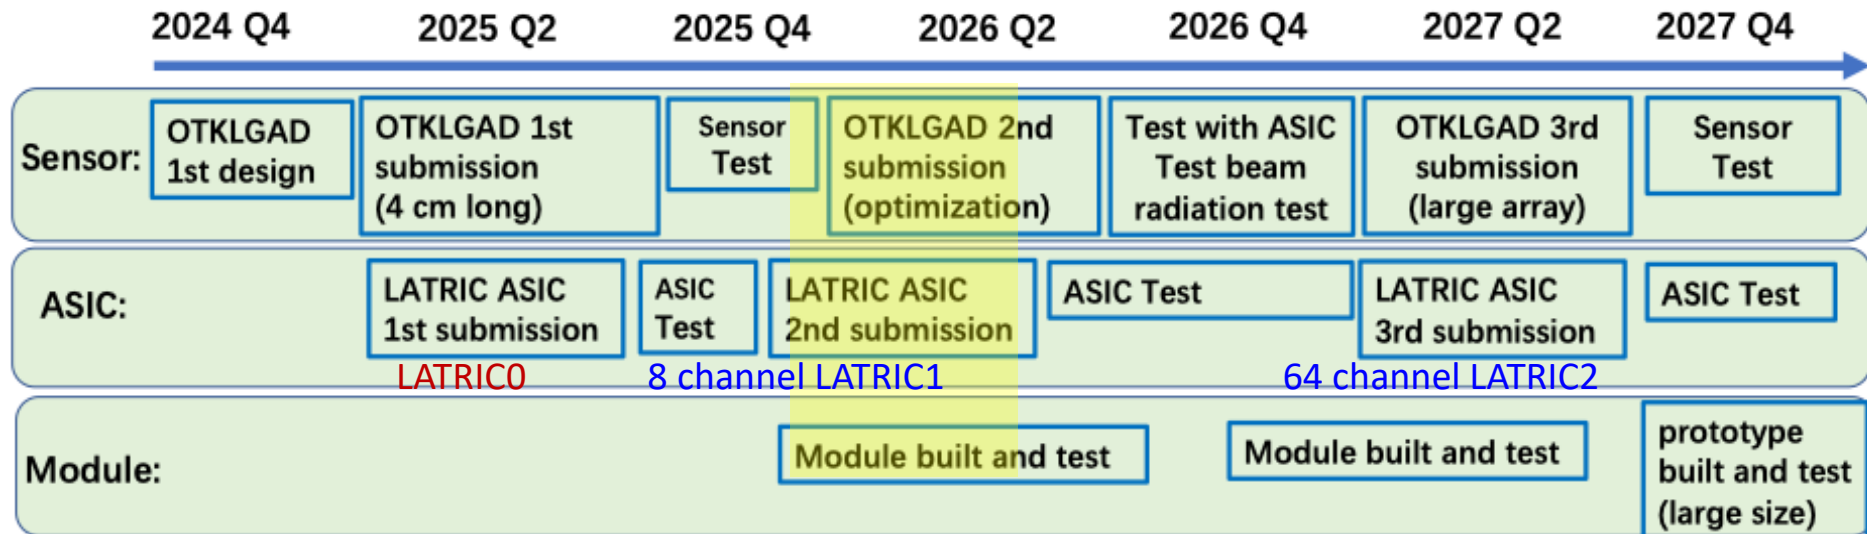 2024 Q4 2025 Q2 2025 Q4 2026 Q2 2026 Q4 2027 Q2 2027 Q4
Sensor:
OTKLGAD
1st design
OTKLGAD 1st
submission
(4 cm long)
Sensor
Test
OTKLGAD 2nd
submission
(optimization)
Test with ASIC
Test beam
radiation test
OTKLGAD 3rd
submission
(large array)
Sensor
Test
ASIC:
LATRIC ASIC
1st submission
ASIC
Test
LATRIC ASIC
2nd submission
ASIC Test
LATRIC ASIC
3rd submission
ASIC Test
LATRIC0
8 channel LATRIC1
64 channel LATRIC2
Module:
Module built and test
Module built and test
prototype
built and test
(large size)